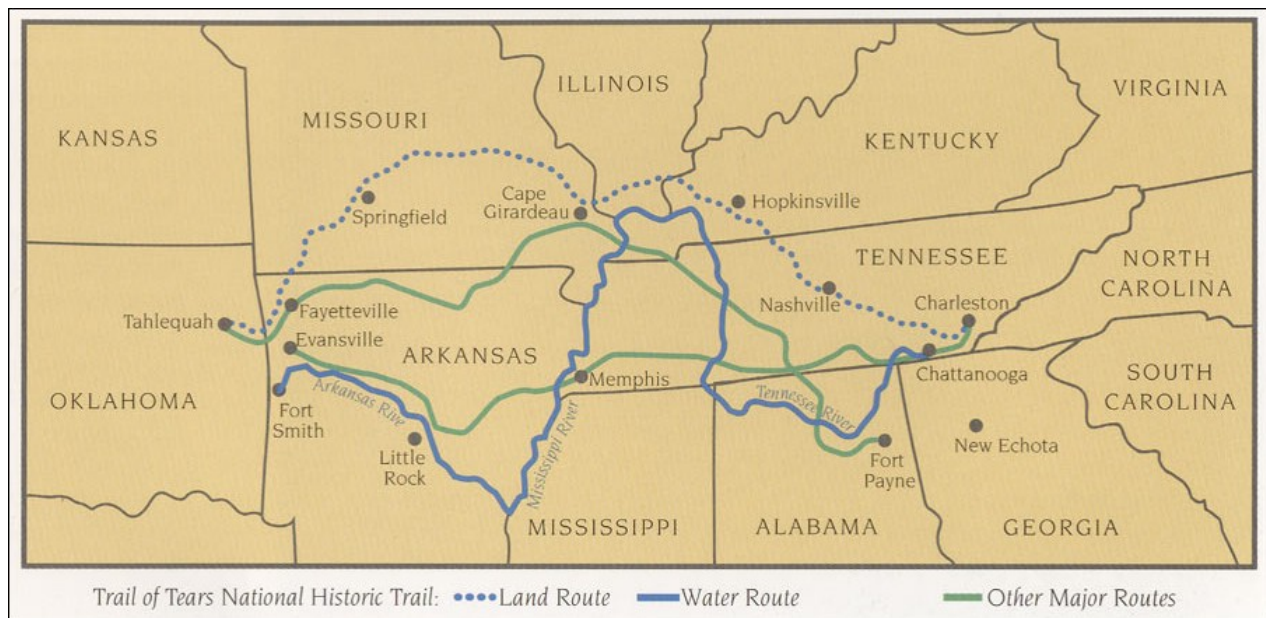 ILLINOIS
VIRGINIA
MISSOURI
KANSAS
KENTUCKY
Cape
Girardeau
Hopkinsville
Springfield
TENNESSEE
NORTH
CAROLINA
Nashville
Charleston
Fayetteville
Tahlequah
Evansville
ARKANSAS
Memphis
Chattanooga
SOUTH
CAROLINA
OKLAHOMA
Arkansas Rive
Fort
Smith
Mississippi River
Tennessee River
New Echota
Little
Rock
Fort
Payne
MISSISSIPPI
ALABAMA
GEORGIA
Trail of Tears National Historic Trail: Land Route Water Route Other Major Routes